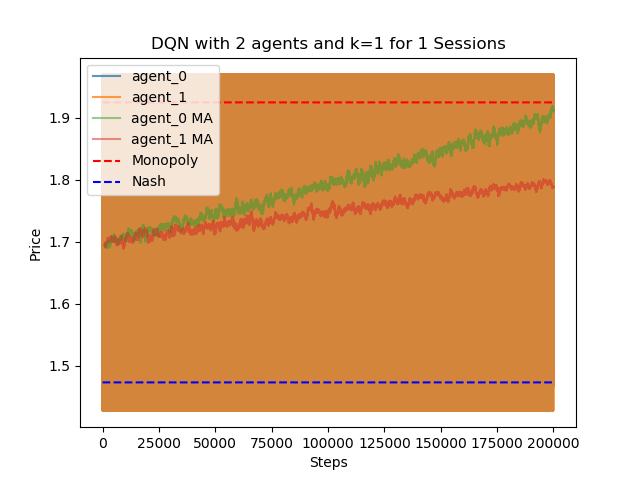 DQN with 2 agents and k=1 for 1 Sessions
agent_0
agent_1
agent_0 MA
agent_1 MA
Monopoly
Nash
1.9
1.8
1.7
1.6
1.5
Price
0 25000 50000 75000 100000 125000 150000 175000 200000
Steps